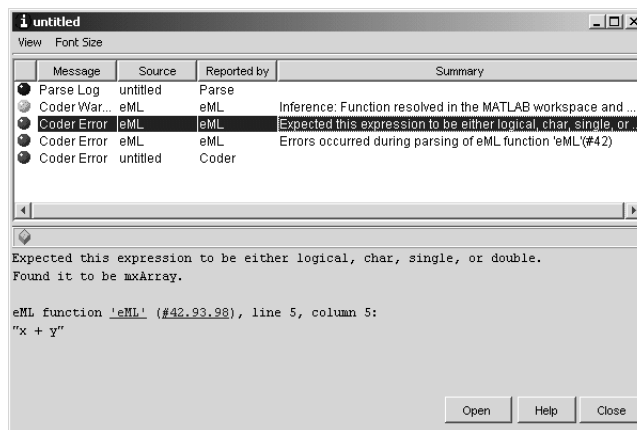 untitled
View Font Size
Message Source Reported by Summary
Parse Log untitled Parse
Coder War... eML eML Inference: Function resolved in the MATLAB workspace and ...
Coder Error eML eML Expected this expression to be either logical, char, single, or...
Coder Error eML eML Errors occurred during parsing of eML function 'eML'(#42)
Coder Error untitled Coder
Expected this expression to be either logical, char, single, or double.
Found it to be mxArray.
eML function 'eML' (#42.93.98), line 5, column 5:
"x + y"
Open Help Close